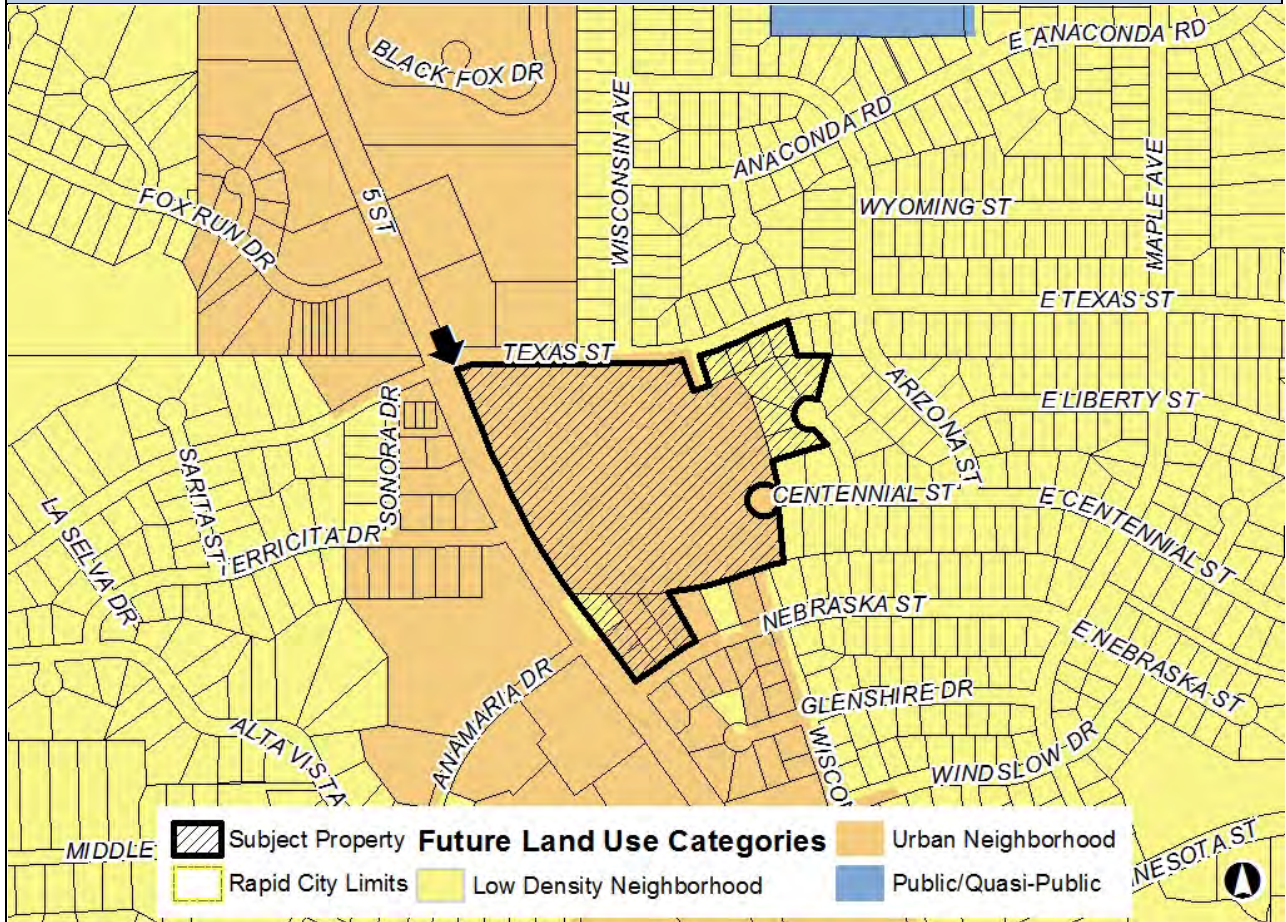 BLACK FOX DR
E ANACONDA RD
WISCONSIN AVE
ANACONDA RD
MAPLE AVE
FOX RUN DR
5 ST
WYOMING ST
E TEXAS ST
TEXAS ST
ARIZONA ST
E LIBERTY ST
SONORA DR
SARITA ST
CENTENNIAL ST
E CENTENNIAL ST
LA SELVA DR
TERRICITA DR
NEBRASKA ST
E NEBRASKA ST
GLENSHIRE DR
ANAMARIA DR
ALTA VISTA
WISCO
WINDSLOW DR
MIDDLE
NESOTA ST
Subject Property Future Land Use Categories Urban Neighborhood
Rapid City Limits Low Density Neighborhood Public/Quasi-Public